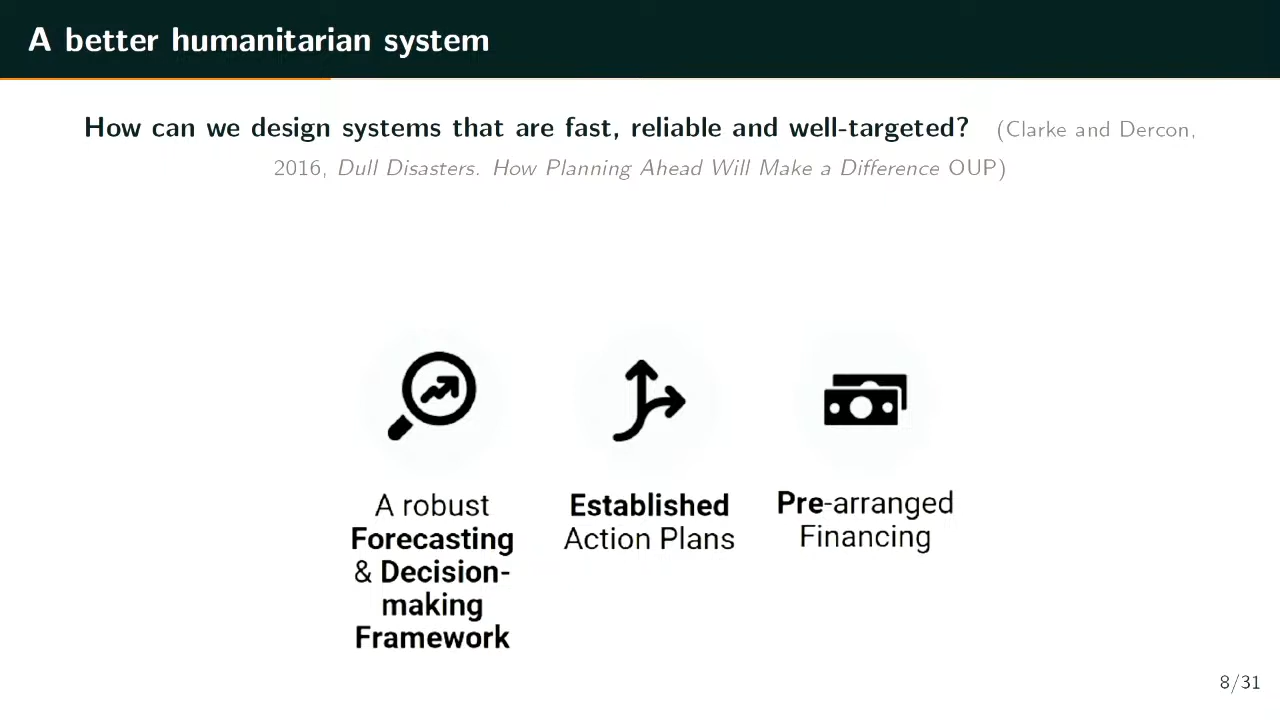 A better humanitarian system
How can we design systems that are fast, reliable and well-targeted? (Clarke and Dercon,
2016, Dull Disasters. How Planning Ahead Will Make a Difference OUP)
A robust
Forecasting
& Decision-
making
Framework
Established
Action Plans
Pre-arranged
Financing
8/31